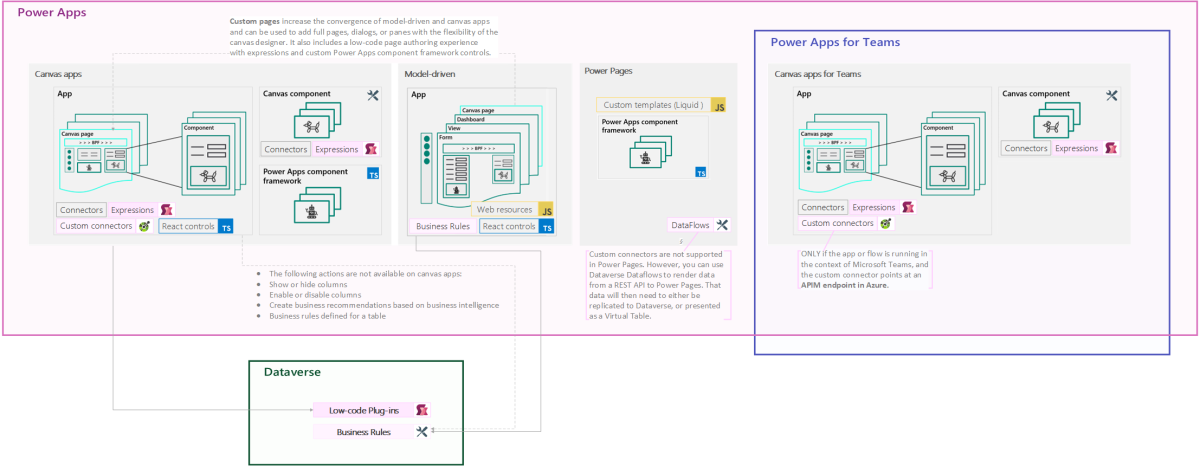 Power Apps
Custom pages increase the convergence of model-driven and canvas apps
and can be used to add full pages, dialogs, or panes with the flexibility of the
canvas designer. It also includes a low-code page authoring experience
with expressions and custom Power Apps component framework controls.
Canvas apps
App
Canvas page
> > > BPF > > >
Component
Connectors
Expressions
Custom connectors
React controls
TS
Canvas component
Connectors
Expressions
Power Apps component
framework
TS
Model-driven
App
Canvas page
Dashboard
View
Form
> > > BPF > > >
Web resources
JS
Business Rules
React controls
TS
Power Pages
Custom templates (Liquid )
JS
Power Apps component
framework
TS
DataFlows
Custom connectors are not supported
in Power Pages. However, you can use
Dataverse Dataflows to render data
from a REST API to Power Pages. That
data will then need to either be
replicated to Dataverse, or presented
as a Virtual Table.
Power Apps for Teams
Canvas apps for Teams
App
Canvas page
> > > BPF > > >
Component
Connectors
Expressions
Custom connectors
Canvas component
Connectors
Expressions
ONLY if the app or flow is running in
the context of Microsoft Teams, and
the custom connector points at an
APIM endpoint in Azure.
• The following actions are not available on canvas apps:
• Show or hide columns
• Enable or disable columns
• Create business recommendations based on business intelligence
• Business rules defined for a table
Dataverse
Low-code Plug-ins
Business Rules